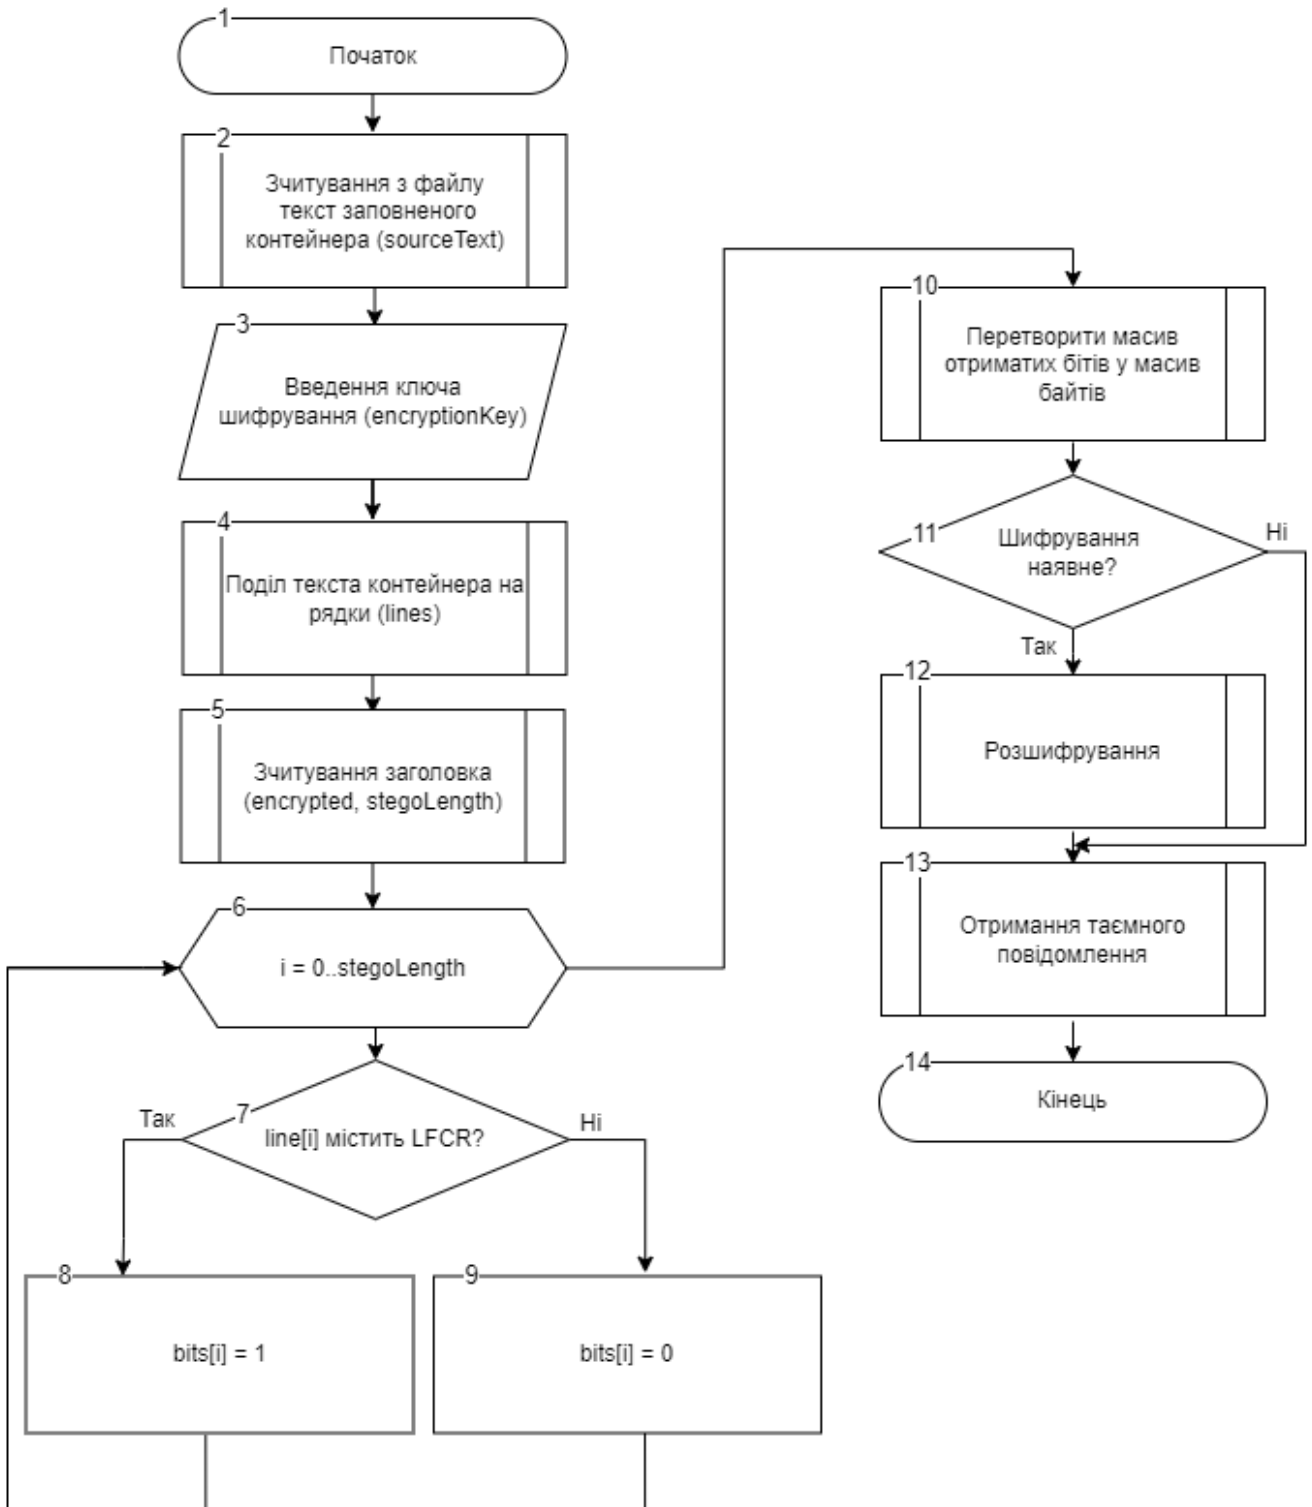 1
Початок
2
Зчитування з файлу
текст заповненого
контейнера (sourceText)
3
Введення ключа
шифрування (encryptionKey)
4
Поділ текста контейнера на
рядки (lines)
5
Зчитування заголовка
(encrypted, stegoLength)
6
i = 0..stegoLength
7
line[i] містить LFCR?
Так
Ні
8
bits[i] = 1
9
bits[i] = 0
10
Перетворити масив
отриматих бітів у масив
байтів
11
Шифрування
наявне?
Ні
Так
12
Розшифрування
13
Отримання таємного
повідомлення
14
Кінець